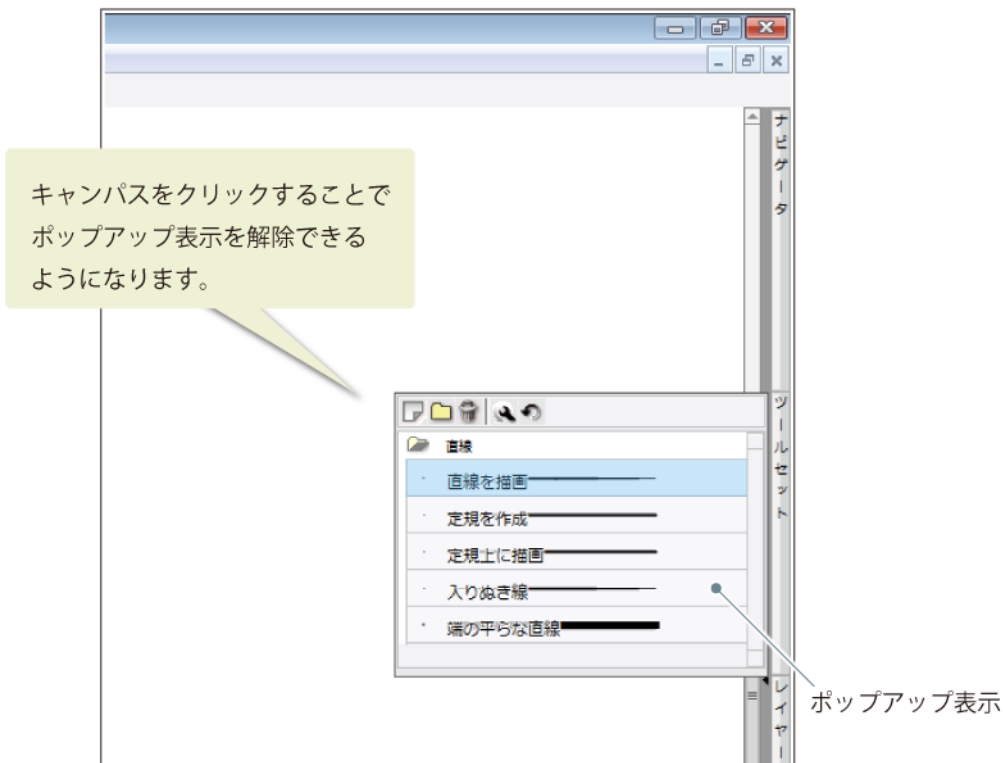 ナビゲータ
キャンパスをクリックすることで
ポップアップ表示を解除できる
ようになります。
ツールセット
直線
直線を描画
定規を作成
定規上に描画
入りぬき線
端の平らな直線
レイヤー
ポップアップ表示